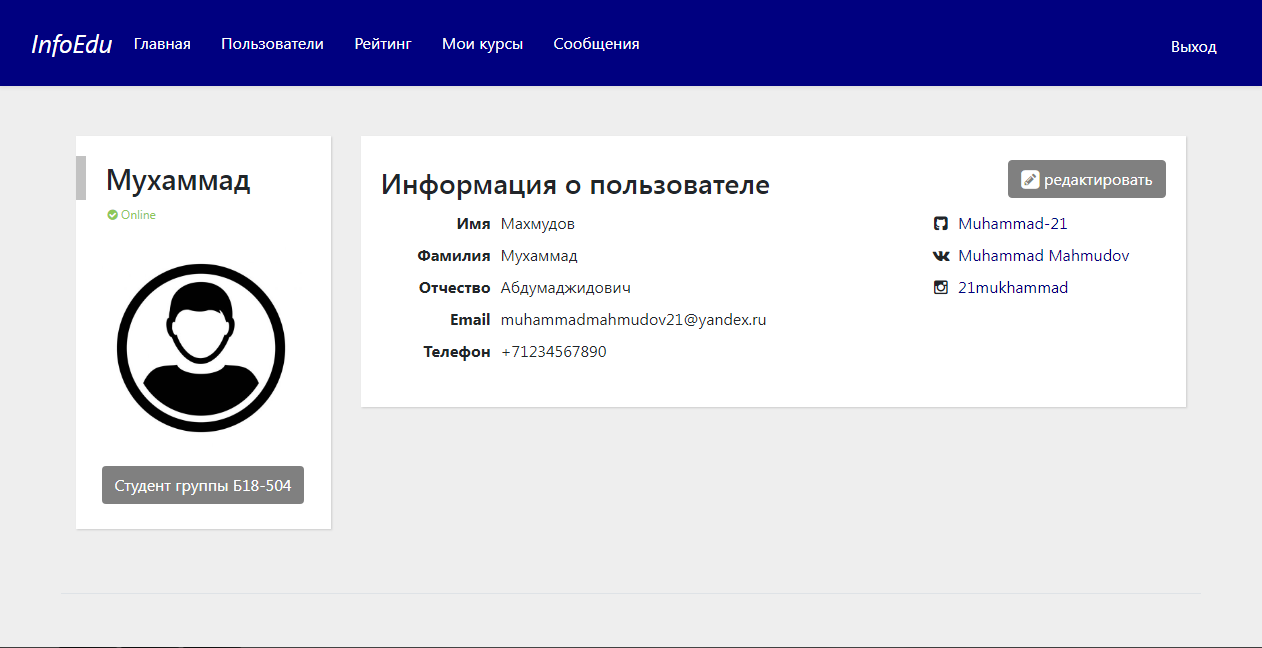 InfoEdu Главная Пользователи Рейтинг Мои курсы Сообщения Выход
Мухаммад
Online
Студент группы Б18-504
Информация о пользователе редактировать
Имя Махмудов
Фамилия Мухаммад
Отчество Абдумаджидович
Email muhammadmahmudov21@yandex.ru
Телефон +71234567890
Muhammad-21
Muhammad Mahmudov
21mukhammad